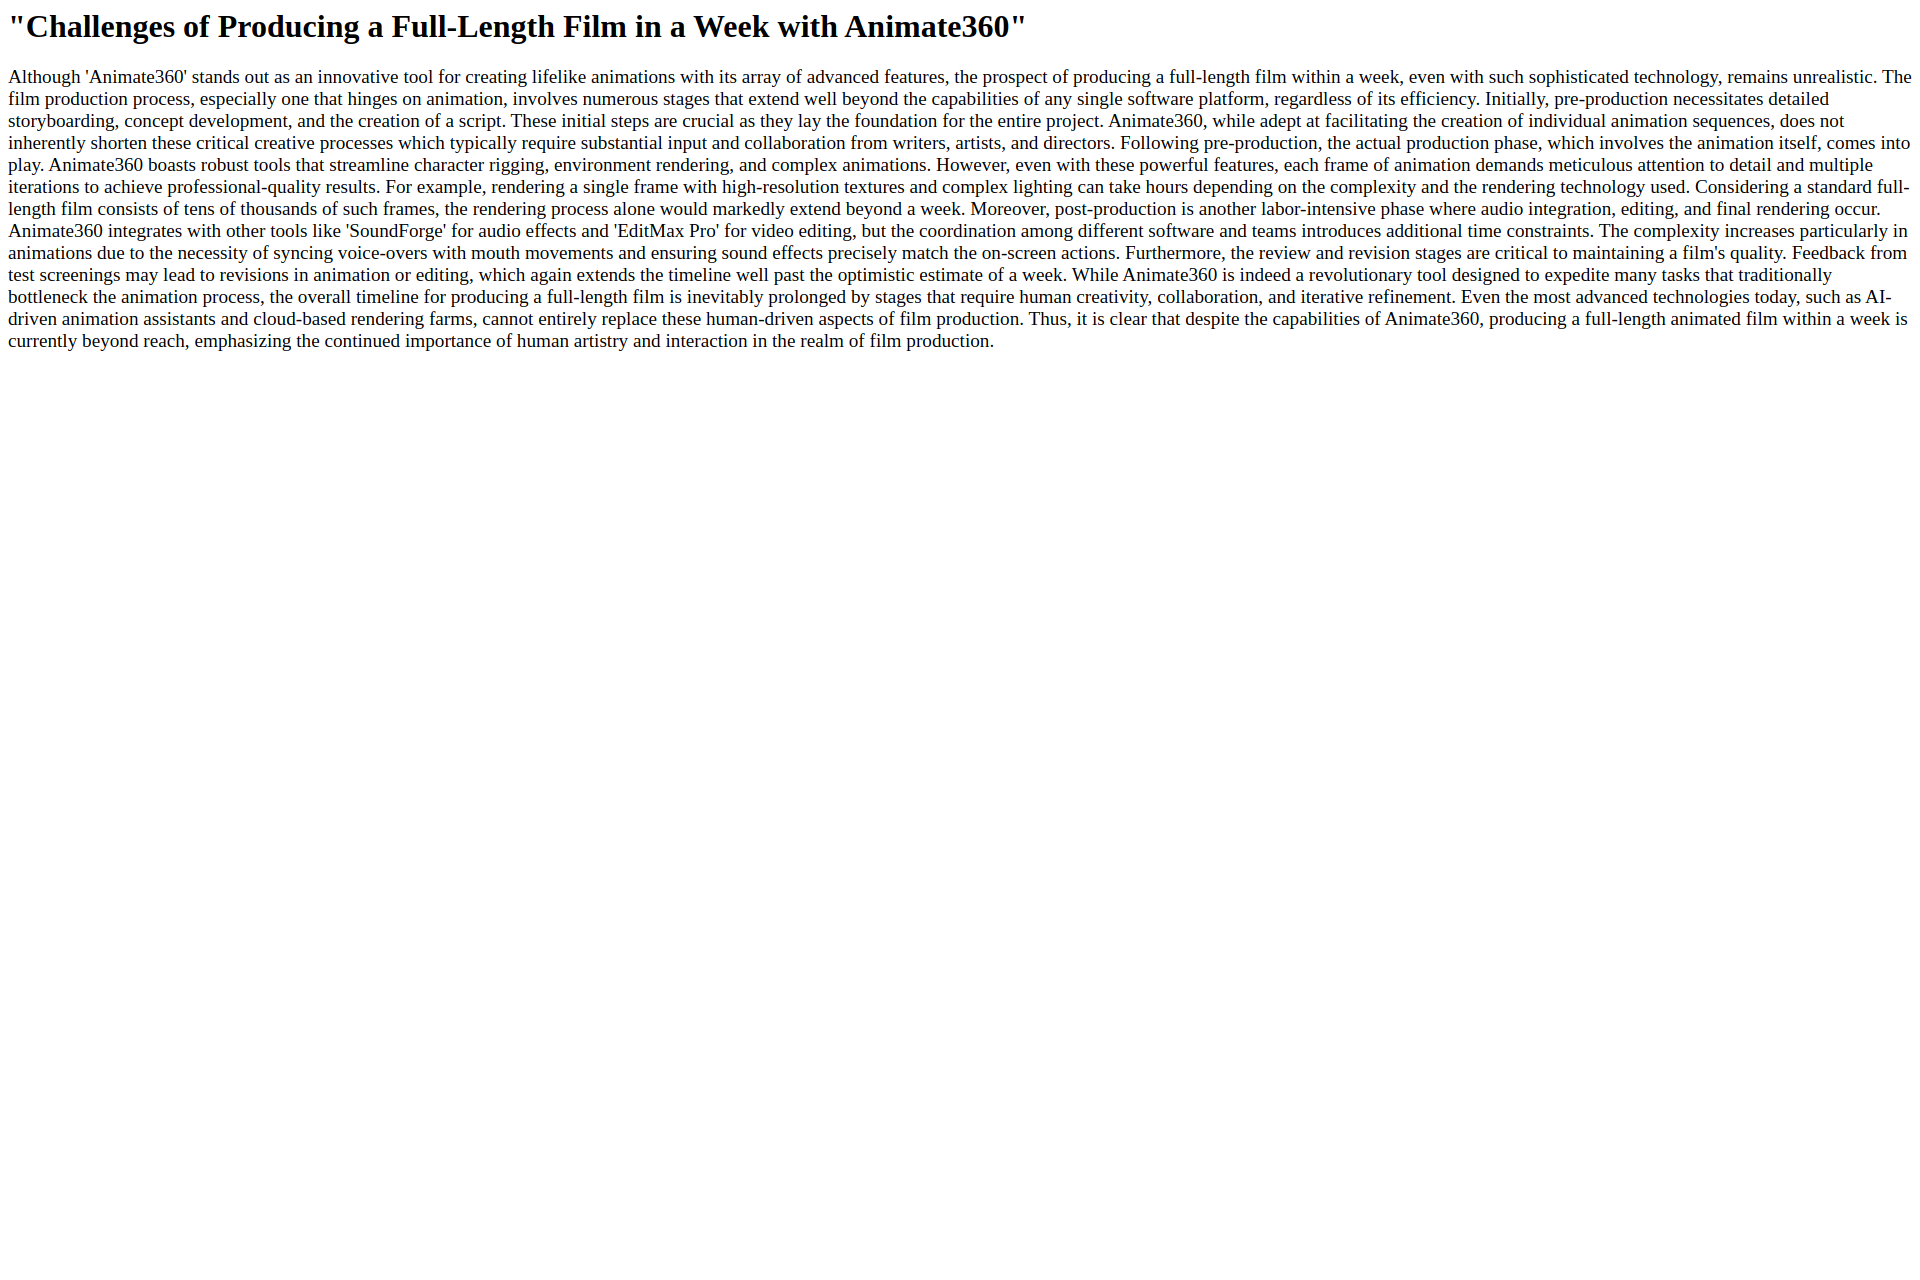 "Challenges of Producing a Full-Length Film in a Week with Animate360"
Although 'Animate360' stands out as an innovative tool for creating lifelike animations with its array of advanced features, the prospect of producing a full-length film within a week, even with such sophisticated technology, remains unrealistic. The
film production process, especially one that hinges on animation, involves numerous stages that extend well beyond the capabilities of any single software platform, regardless of its efficiency. Initially, pre-production necessitates detailed
storyboarding, concept development, and the creation of a script. These initial steps are crucial as they lay the foundation for the entire project. Animate360, while adept at facilitating the creation of individual animation sequences, does not
inherently shorten these critical creative processes which typically require substantial input and collaboration from writers, artists, and directors. Following pre-production, the actual production phase, which involves the animation itself, comes into
play. Animate360 boasts robust tools that streamline character rigging, environment rendering, and complex animations. However, even with these powerful features, each frame of animation demands meticulous attention to detail and multiple
iterations to achieve professional-quality results. For example, rendering a single frame with high-resolution textures and complex lighting can take hours depending on the complexity and the rendering technology used. Considering a standard full-
length film consists of tens of thousands of such frames, the rendering process alone would markedly extend beyond a week. Moreover, post-production is another labor-intensive phase where audio integration, editing, and final rendering occur.
Animate360 integrates with other tools like 'SoundForge' for audio effects and 'EditMax Pro' for video editing, but the coordination among different software and teams introduces additional time constraints. The complexity increases particularly in
animations due to the necessity of syncing voice-overs with mouth movements and ensuring sound effects precisely match the on-screen actions. Furthermore, the review and revision stages are critical to maintaining a film's quality. Feedback from
test screenings may lead to revisions in animation or editing, which again extends the timeline well past the optimistic estimate of a week. While Animate360 is indeed a revolutionary tool designed to expedite many tasks that traditionally
bottleneck the animation process, the overall timeline for producing a full-length film is inevitably prolonged by stages that require human creativity, collaboration, and iterative refinement. Even the most advanced technologies today, such as AI-
driven animation assistants and cloud-based rendering farms, cannot entirely replace these human-driven aspects of film production. Thus, it is clear that despite the capabilities of Animate360, producing a full-length animated film within a week is
currently beyond reach, emphasizing the continued importance of human artistry and interaction in the realm of film production.